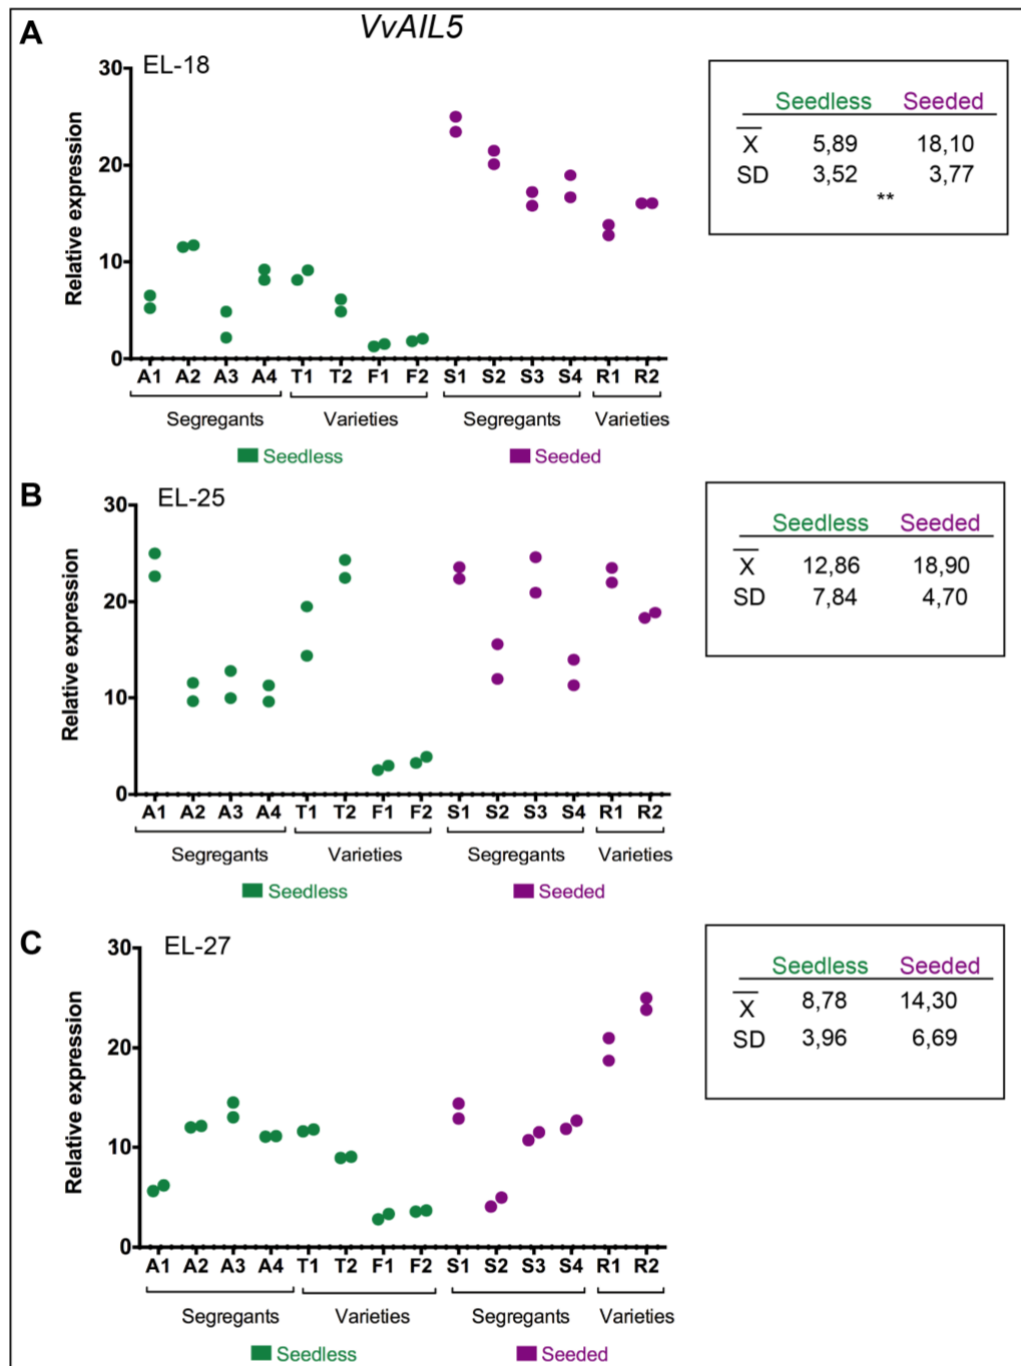 A
VvAIL5
EL-18
30
20
10
0
Relative expression
A1 A2 A3 A4 T1 T2 F1 F2 S1 S2 S3 S4 R1 R2
Segregants Varieties Segregants Varieties
Seedless Seeded
Seedless Seeded
X 5,89 18,10
SD 3,52 3,77
**
B
EL-25
30
20
10
0
Relative expression
A1 A2 A3 A4 T1 T2 F1 F2 S1 S2 S3 S4 R1 R2
Segregants Varieties Segregants Varieties
Seedless Seeded
Seedless Seeded
X 12,86 18,90
SD 7,84 4,70
C
EL-27
30
20
10
0
Relative expression
A1 A2 A3 A4 T1 T2 F1 F2 S1 S2 S3 S4 R1 R2
Segregants Varieties Segregants Varieties
Seedless Seeded
Seedless Seeded
X 8,78 14,30
SD 3,96 6,69